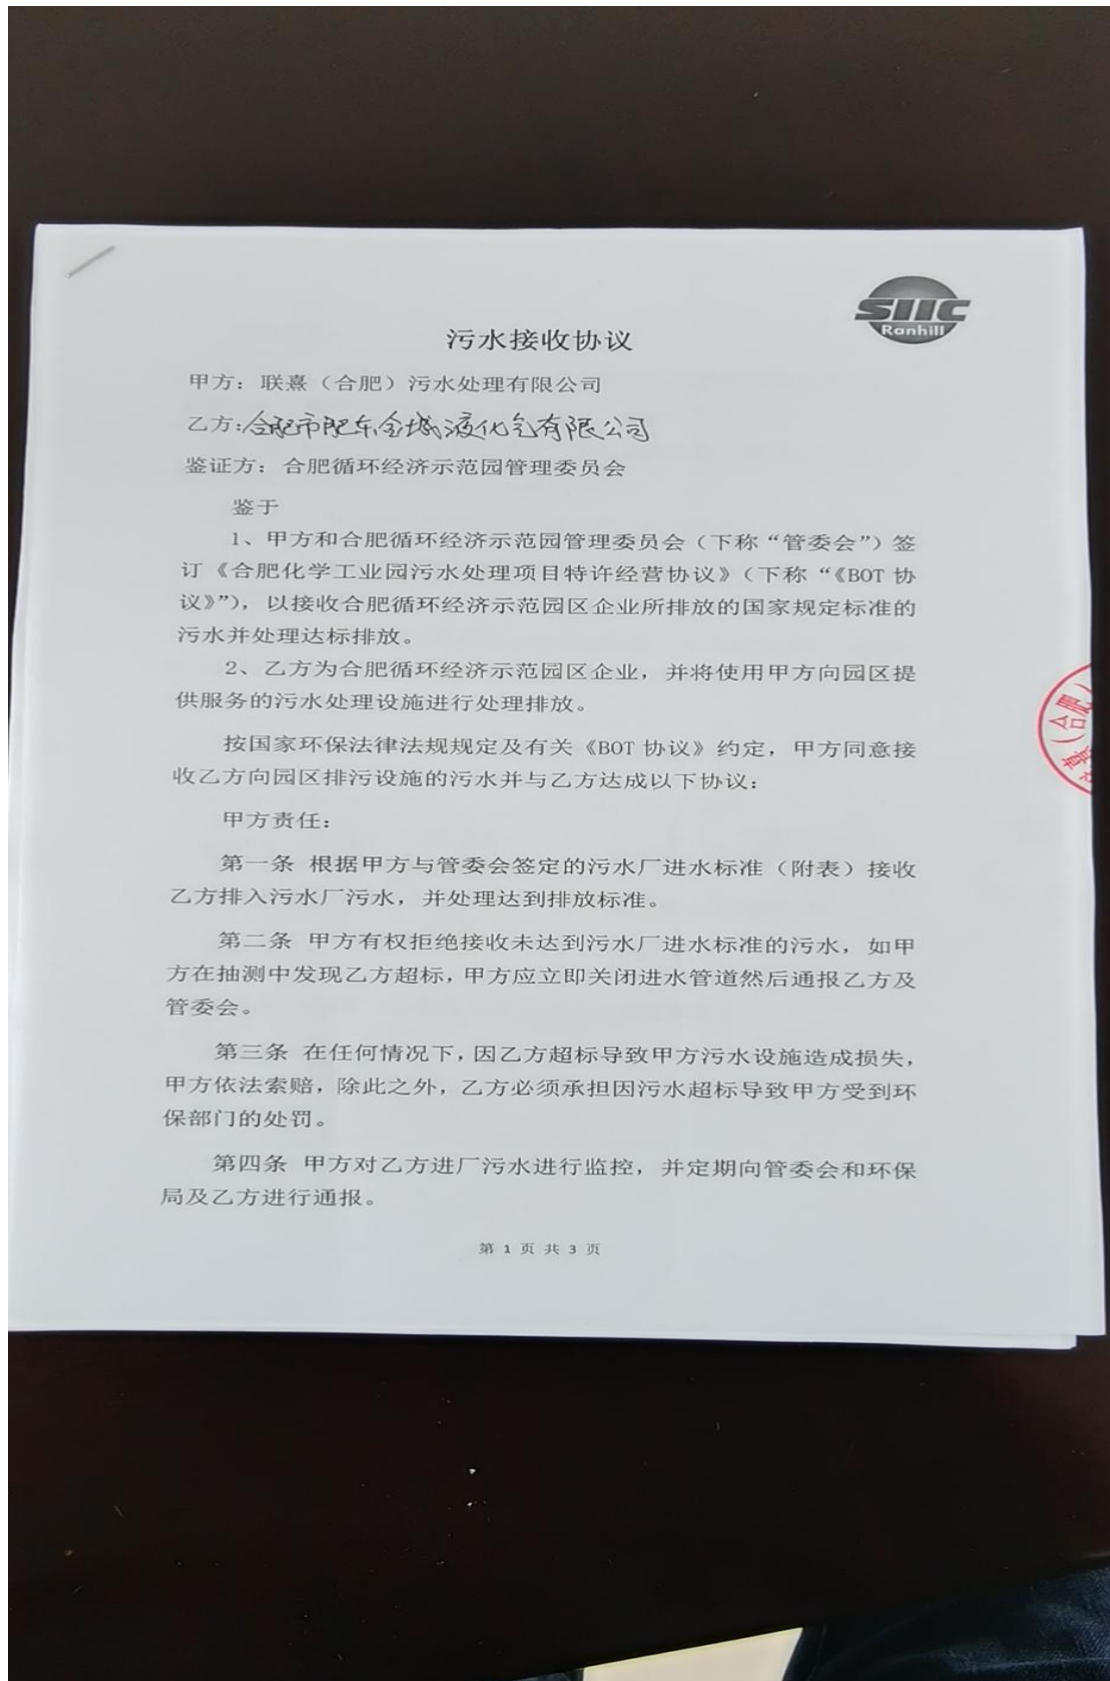 SIIC
Ranhill
污水接收协议
甲方：联熹（合肥）污水处理有限公司
乙方：合肥市肥东金城液化气有限公司
鉴证方：合肥循环经济示范园管理委员会
鉴于
1、甲方和合肥循环经济示范园管理委员会（下称“管委会”）签
订《合肥化学工业园污水处理项目特许经营协议》（下称“《BOT 协
议》”），以接收合肥循环经济示范园区企业所排放的国家规定标准的
污水并处理达标排放。
2、乙方为合肥循环经济示范园区企业，并将使用甲方向园区提
供服务的污水处理设施进行处理排放。
按国家环保法律法规规定及有关《BOT 协议》约定，甲方同意接
收乙方向园区排污设施的污水并与乙方达成以下协议：
甲方责任：
第一条 根据甲方与管委会签定的污水厂进水标准（附表）接收
乙方排入污水厂污水，并处理达到排放标准。
第二条 甲方有权拒绝接收未达到污水厂进水标准的污水，如甲
方在抽测中发现乙方超标，甲方应立即关闭进水管道然后通报乙方及
管委会。
第三条 在任何情况下，因乙方超标导致甲方污水设施造成损失，
甲方依法索赔，除此之外，乙方必须承担因污水超标导致甲方受到环
保部门的处罚。
第四条 甲方对乙方进厂污水进行监控，并定期向管委会和环保
局及乙方进行通报。
第 1 页 共 3 页
（合肥）